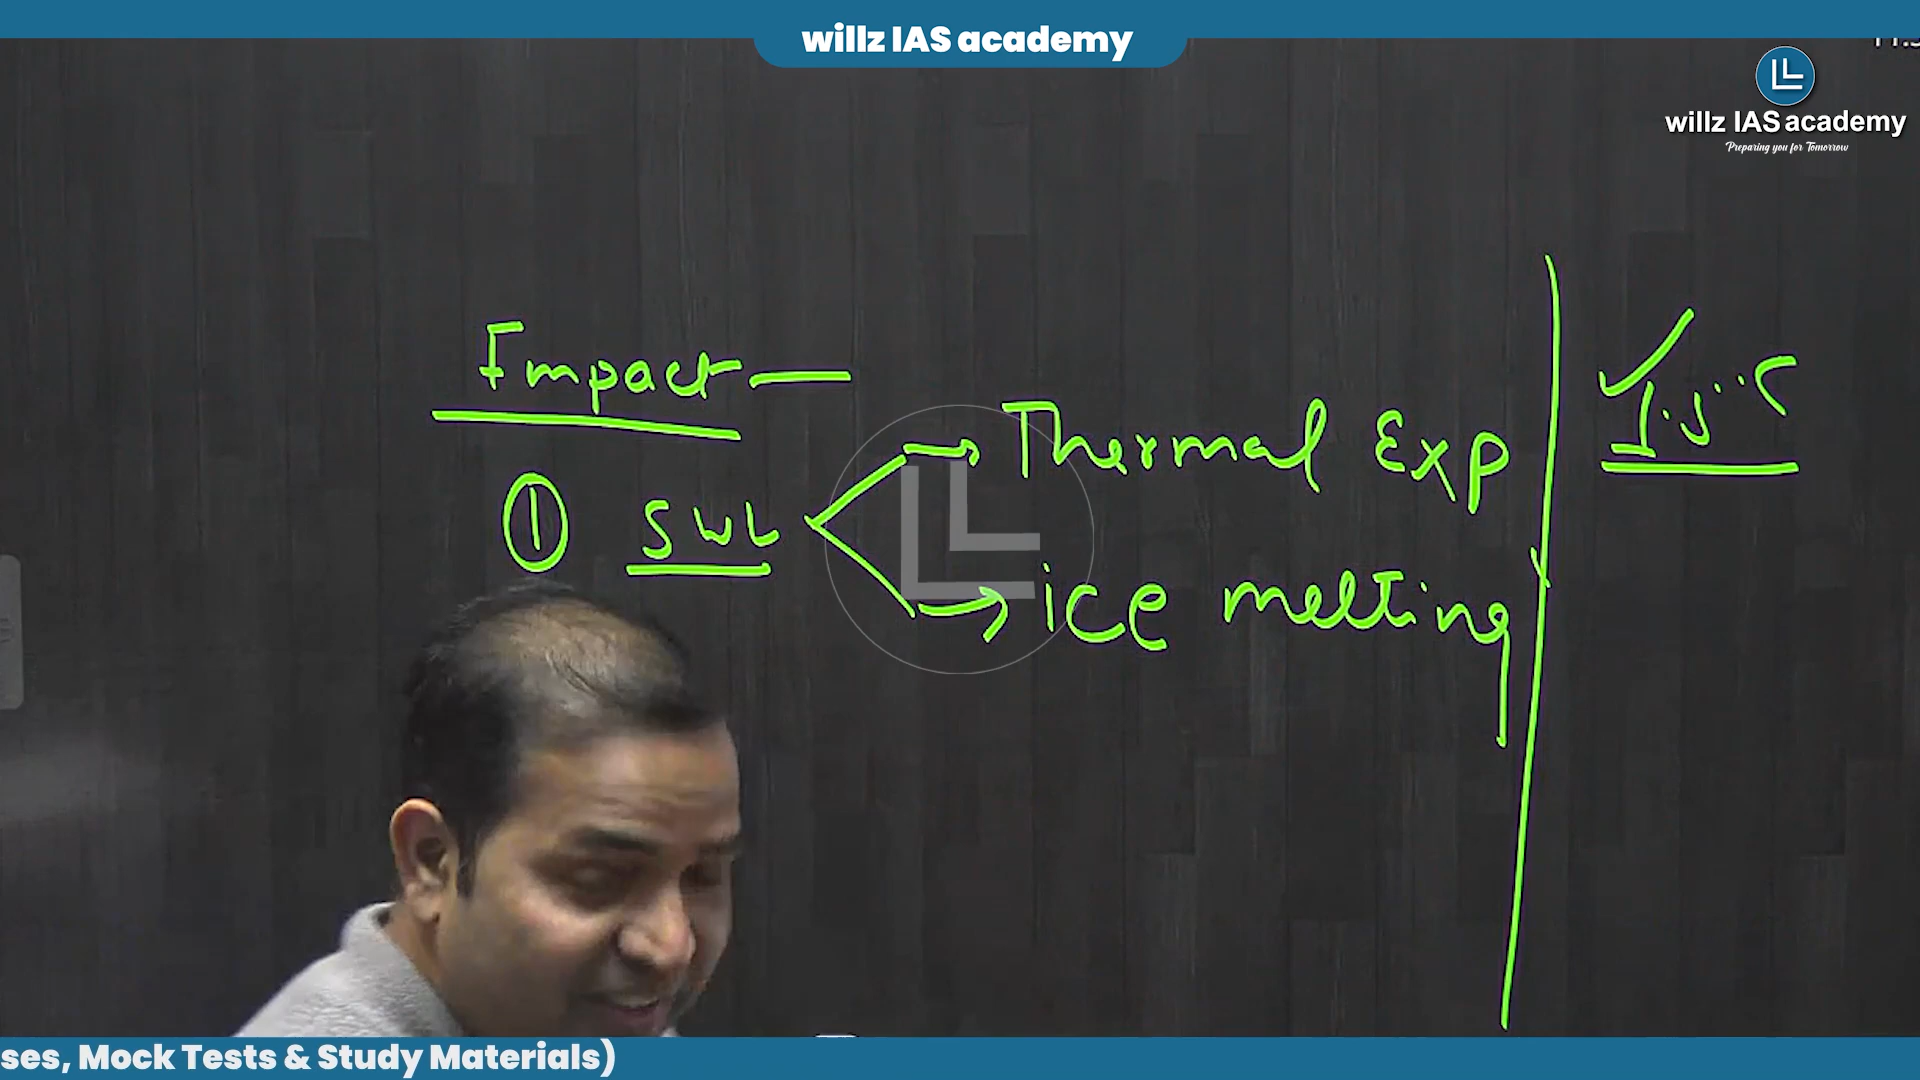 willz IAS academy
willz IAS academy
Preparing you for Tomorrow
Impact —
Thermal Exp
① SWL
ice melting
ses, Mock Tests & Study Materials)